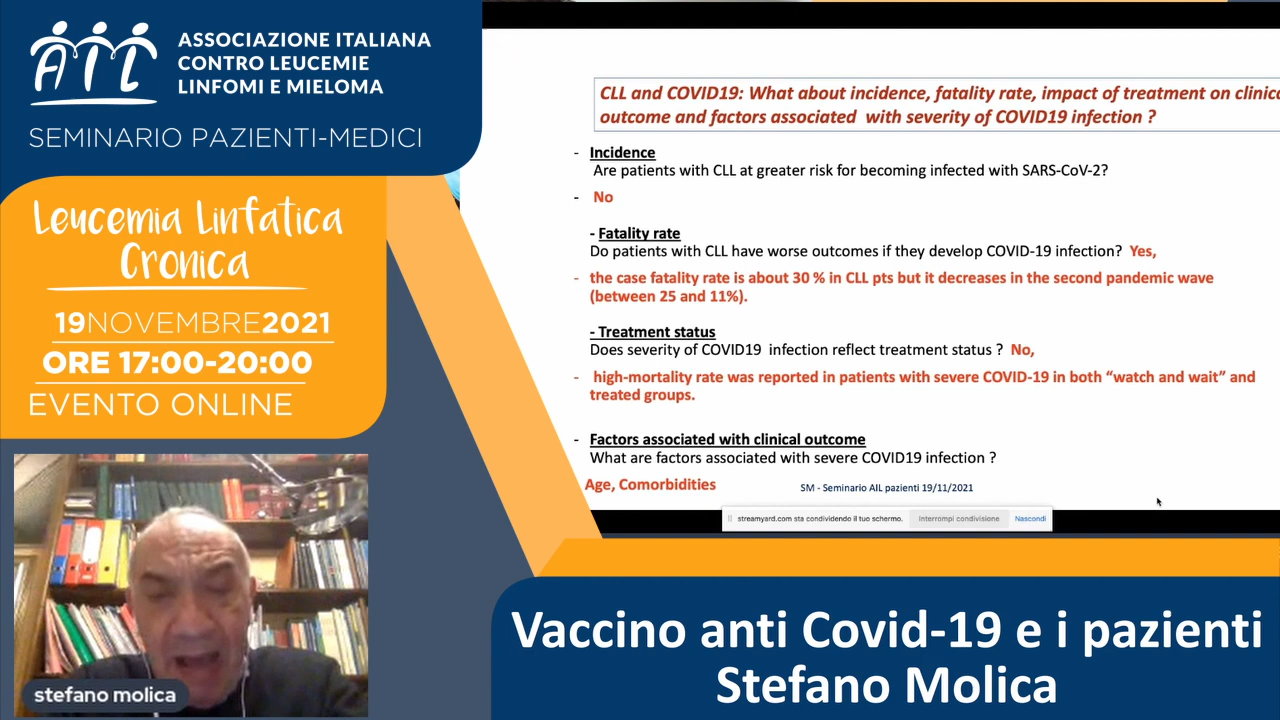 AIL
ASSOCIAZIONE ITALIANA
CONTRO LEUCEMIE
LINFOMI E MIELOMA
SEMINARIO PAZIENTI-MEDICI
Leucemia Linfatica
Cronica
19NOVEMBRE2021
ORE 17:00-20:00
EVENTO ONLINE
stefano molica
CLL and COVID19: What about incidence, fatality rate, impact of treatment on clinica
outcome and factors associated with severity of COVID19 infection ?
- Incidence
Are patients with CLL at greater risk for becoming infected with SARS-CoV-2?
- No
- Fatality rate
Do patients with CLL have worse outcomes if they develop COVID-19 infection? Yes,
- the case fatality rate is about 30 % in CLL pts but it decreases in the second pandemic wave
(between 25 and 11%).
- Treatment status
Does severity of COVID19 infection reflect treatment status ? No,
- high-mortality rate was reported in patients with severe COVID-19 in both “watch and wait” and
treated groups.
- Factors associated with clinical outcome
What are factors associated with severe COVID19 infection ?
Age, Comorbidities
SM - Seminario AIL pazienti 19/11/2021
streamyard.com sta condividendo il tuo schermo. Interrompi condivisione Nascondi
Vaccino anti Covid-19 e i pazienti
Stefano Molica